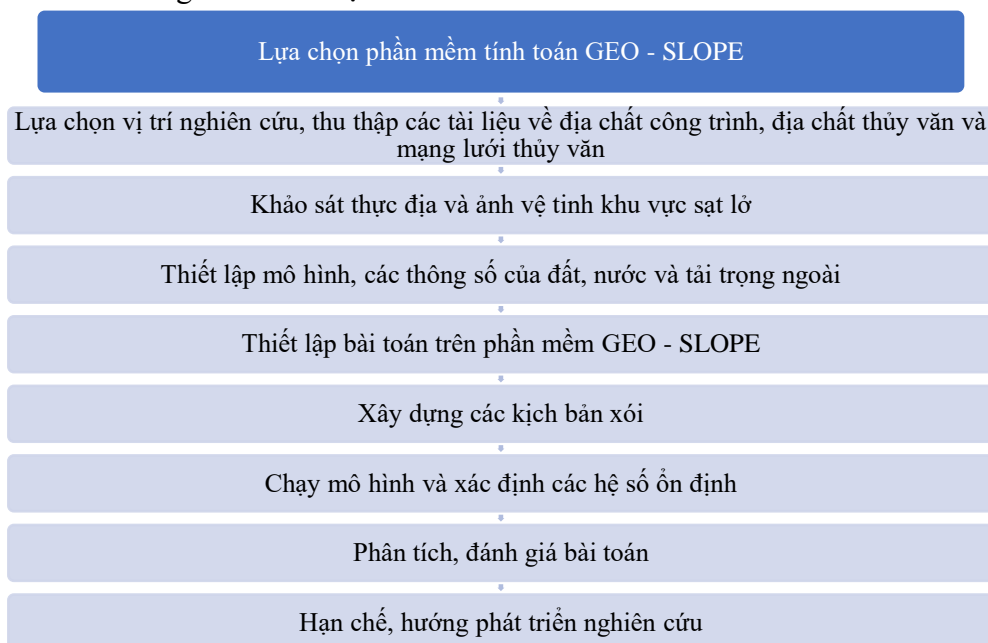 Lựa chọn phần mềm tính toán GEO - SLOPE
Lựa chọn vị trí nghiên cứu, thu thập các tài liệu về địa chất công trình, địa chất thủy văn và
mạng lưới thủy văn
Khảo sát thực địa và ảnh vệ tinh khu vực sạt lở
Thiết lập mô hình, các thông số của đất, nước và tải trọng ngoài
Thiết lập bài toán trên phần mềm GEO - SLOPE
Xây dựng các kịch bản xói
Chạy mô hình và xác định các hệ số ổn định
Phân tích, đánh giá bài toán
Hạn chế, hướng phát triển nghiên cứu